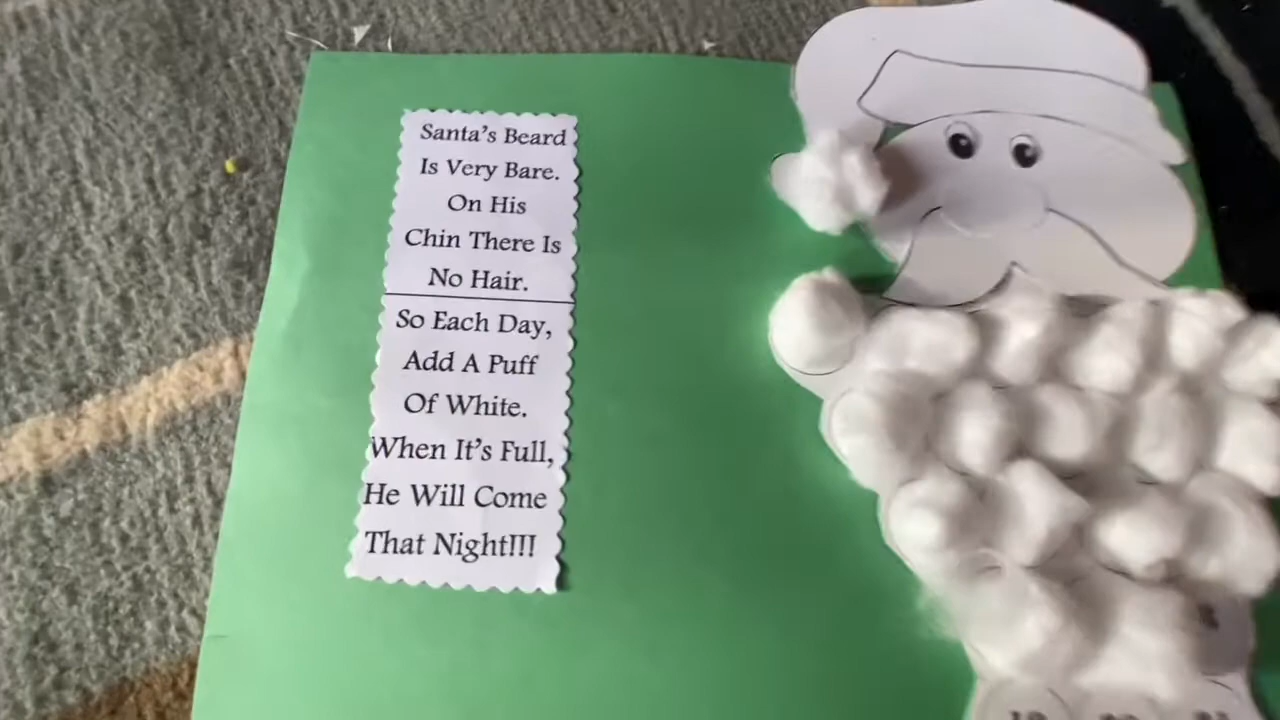 Santa's Beard
Is Very Bare.
On His
Chin There Is
No Hair.
So Each Day,
Add A Puff
Of White.
When It's Full,
He Will Come
That Night!!!